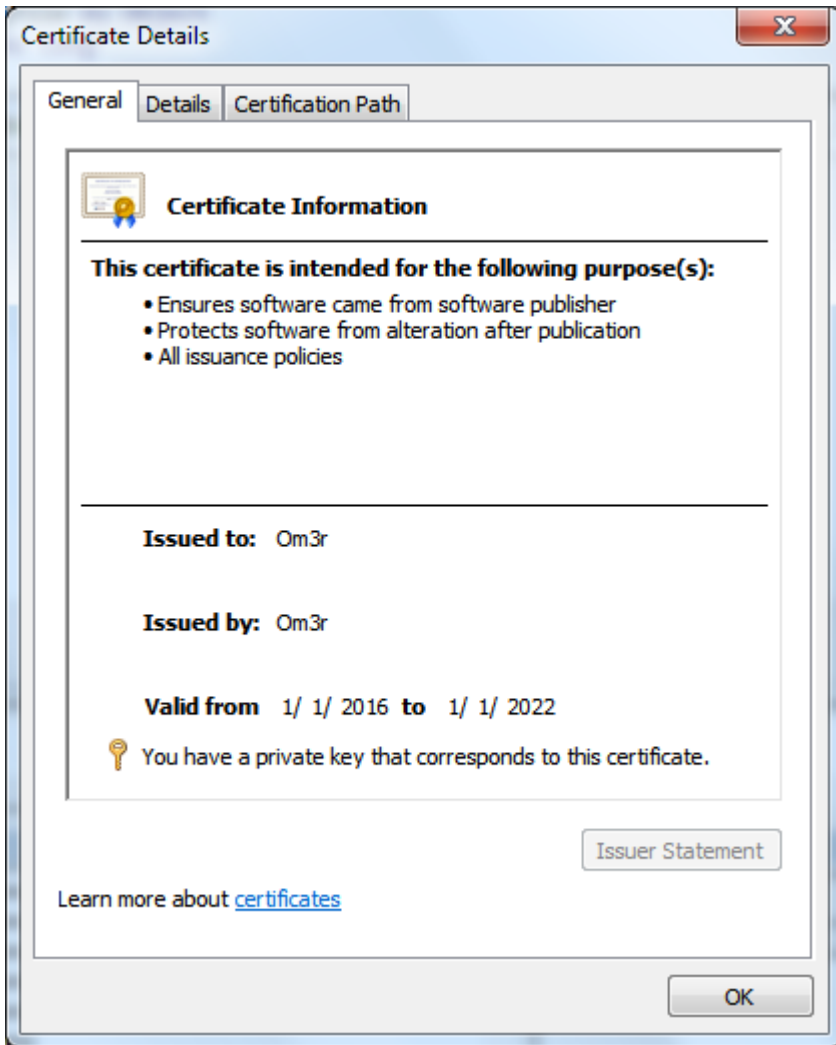 Certificate Details
General Details Certification Path
Certificate Information
This certificate is intended for the following purpose(s):
• Ensures software came from software publisher
• Protects software from alteration after publication
• All issuance policies
Issued to: Om3r
Issued by: Om3r
Valid from 1/ 1/ 2016 to 1/ 1/ 2022
You have a private key that corresponds to this certificate.
Issuer Statement
Learn more about certificates
OK